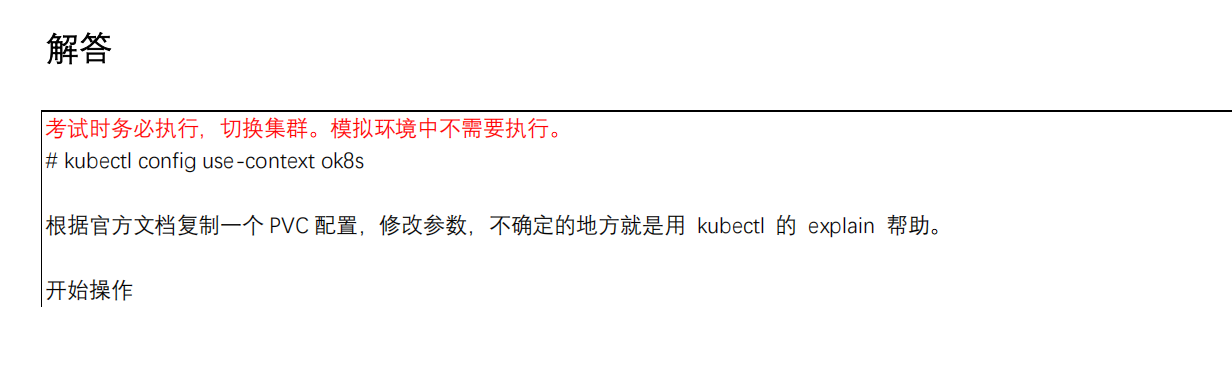 解答
考试时务必执行，切换集群。模拟环境中不需要执行。
# kubectl config use-context ok8s
根据官方文档复制一个 PVC 配置，修改参数，不确定的地方就是用 kubectl 的 explain 帮助。
开始操作